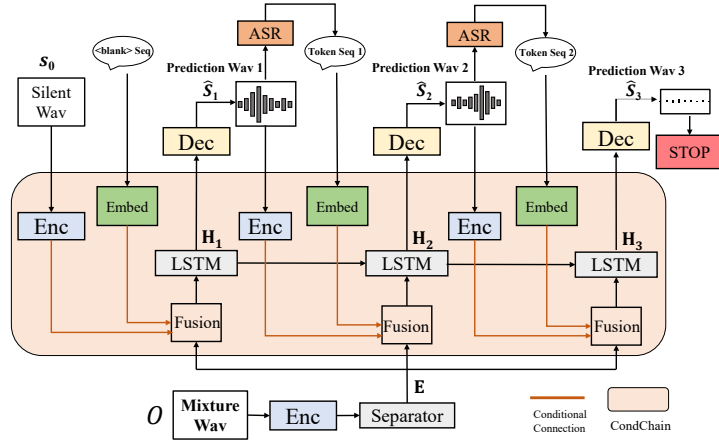 ASR
ASR
<blank> Seq
Token Seq 1
Token Seq 2
s₀
Prediction Wav 1
Prediction Wav 2
Prediction Wav 3
Silent
Wav
Ŝ₁
Ŝ₂
Ŝ₃
Dec
Dec
Dec
STOP
Enc
Embed
Enc
Embed
Enc
Embed
H₁
H₂
H₃
LSTM
LSTM
LSTM
Fusion
Fusion
Fusion
E
O
Mixture
Wav
Enc
Separator
Conditional
Connection
CondChain